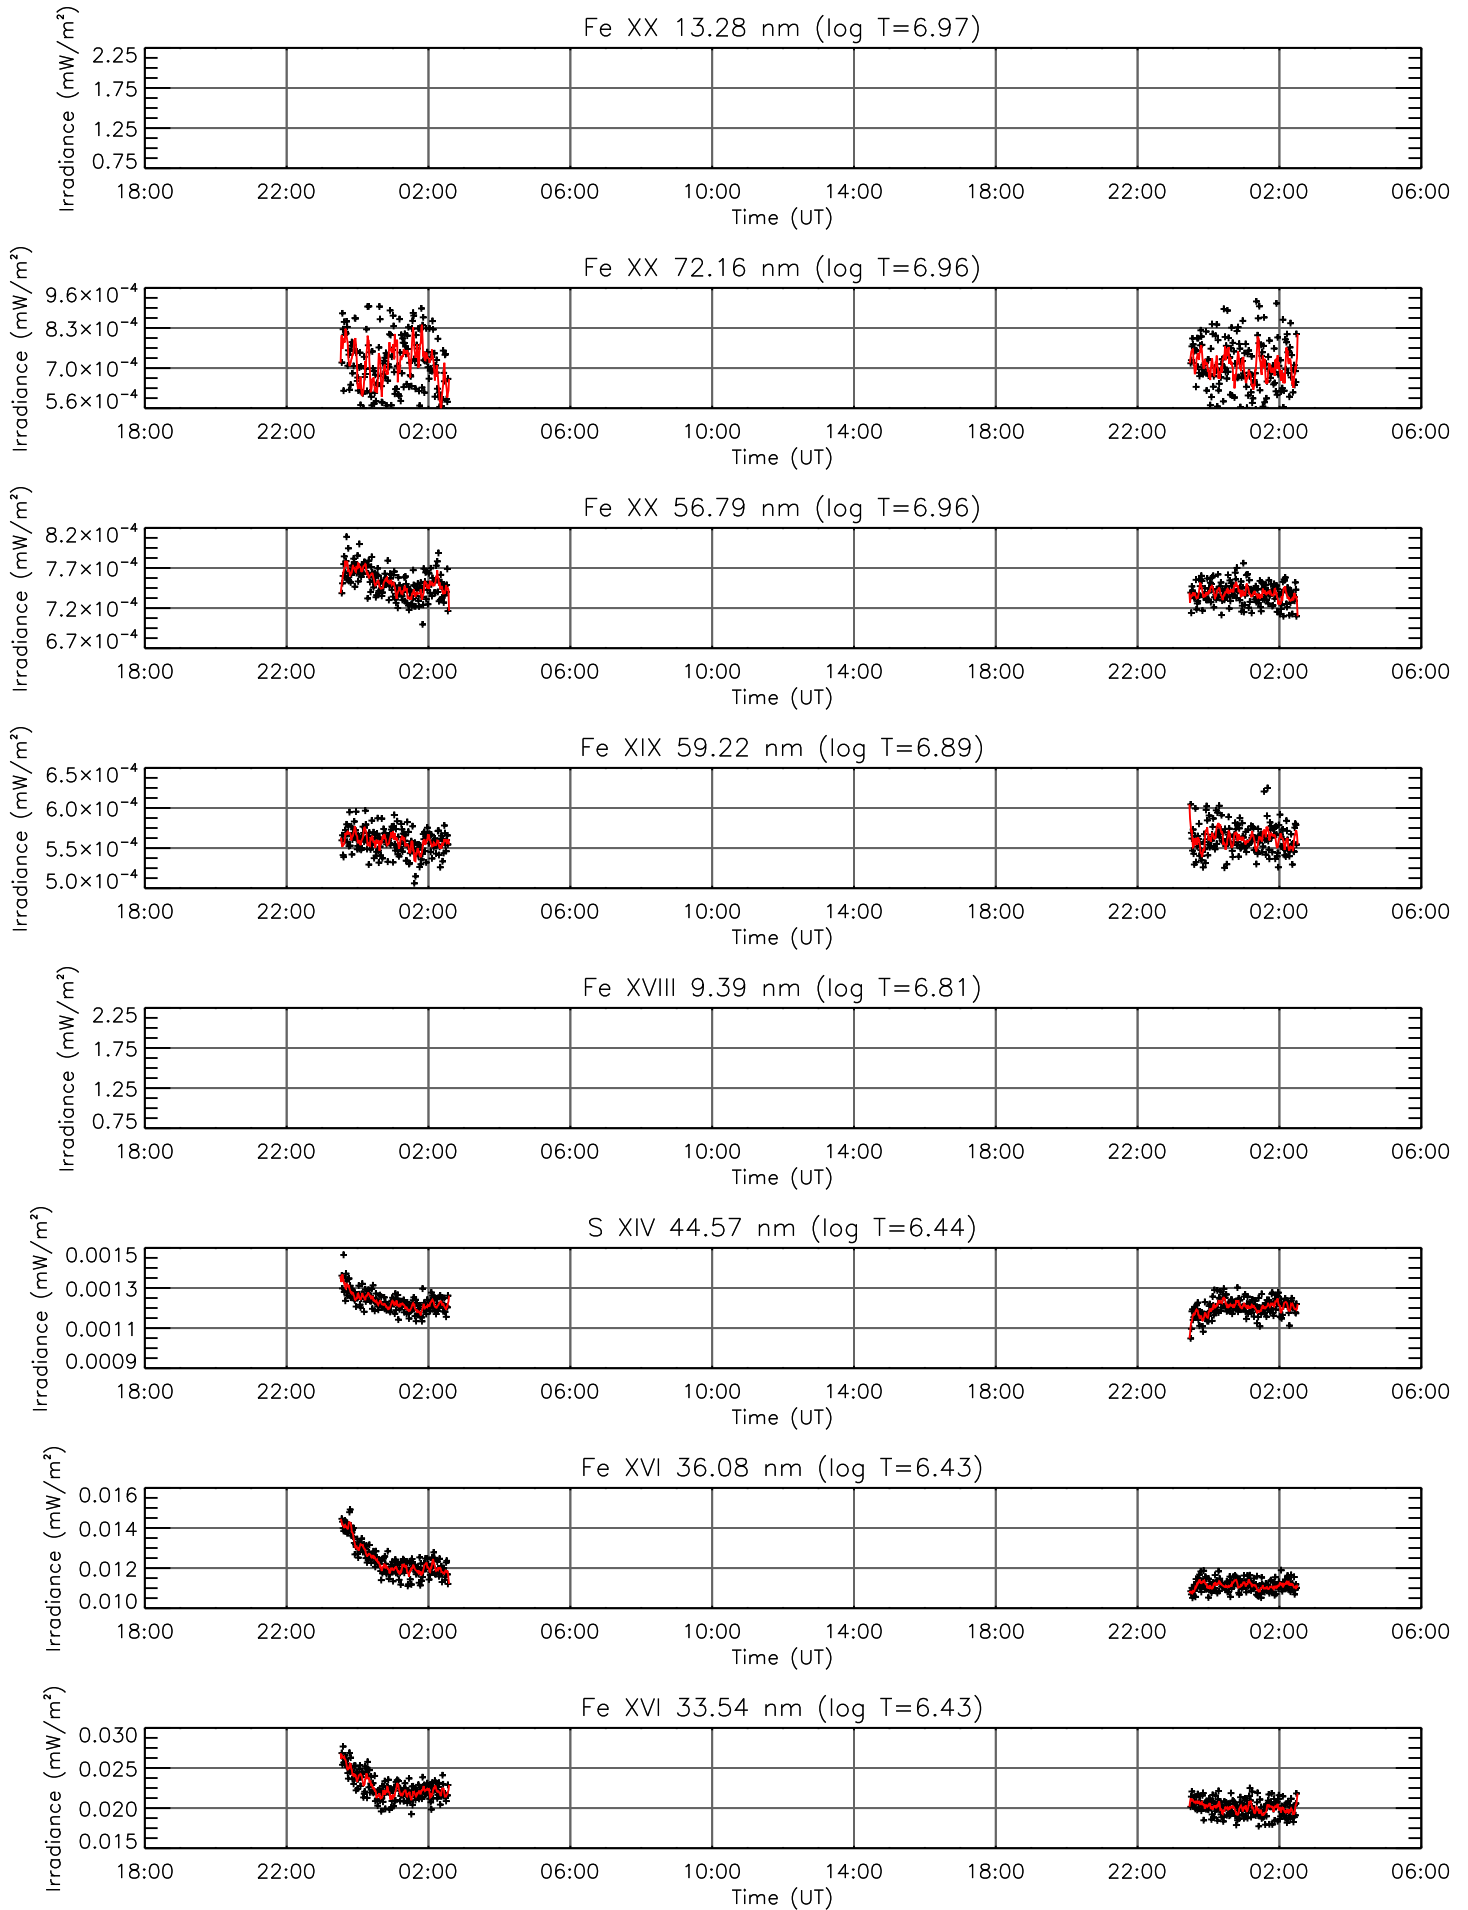 Fe XX 13.28 nm (log T=6.97)
Irradiance (mW/m²)
2.25
1.75
1.25
0.75
18:00 22:00 02:00 06:00 10:00 14:00 18:00 22:00 02:00 06:00
Time (UT)
Fe XX 72.16 nm (log T=6.96)
Irradiance (mW/m²)
9.6×10⁻⁴
8.3×10⁻⁴
7.0×10⁻⁴
5.6×10⁻⁴
18:00 22:00 02:00 06:00 10:00 14:00 18:00 22:00 02:00 06:00
Time (UT)
Fe XX 56.79 nm (log T=6.96)
Irradiance (mW/m²)
8.2×10⁻⁴
7.7×10⁻⁴
7.2×10⁻⁴
6.7×10⁻⁴
18:00 22:00 02:00 06:00 10:00 14:00 18:00 22:00 02:00 06:00
Time (UT)
Fe XIX 59.22 nm (log T=6.89)
Irradiance (mW/m²)
6.5×10⁻⁴
6.0×10⁻⁴
5.5×10⁻⁴
5.0×10⁻⁴
18:00 22:00 02:00 06:00 10:00 14:00 18:00 22:00 02:00 06:00
Time (UT)
Fe XVIII 9.39 nm (log T=6.81)
Irradiance (mW/m²)
2.25
1.75
1.25
0.75
18:00 22:00 02:00 06:00 10:00 14:00 18:00 22:00 02:00 06:00
Time (UT)
S XIV 44.57 nm (log T=6.44)
Irradiance (mW/m²)
0.0015
0.0013
0.0011
0.0009
18:00 22:00 02:00 06:00 10:00 14:00 18:00 22:00 02:00 06:00
Time (UT)
Fe XVI 36.08 nm (log T=6.43)
Irradiance (mW/m²)
0.016
0.014
0.012
0.010
18:00 22:00 02:00 06:00 10:00 14:00 18:00 22:00 02:00 06:00
Time (UT)
Fe XVI 33.54 nm (log T=6.43)
Irradiance (mW/m²)
0.030
0.025
0.020
0.015
18:00 22:00 02:00 06:00 10:00 14:00 18:00 22:00 02:00 06:00
Time (UT)